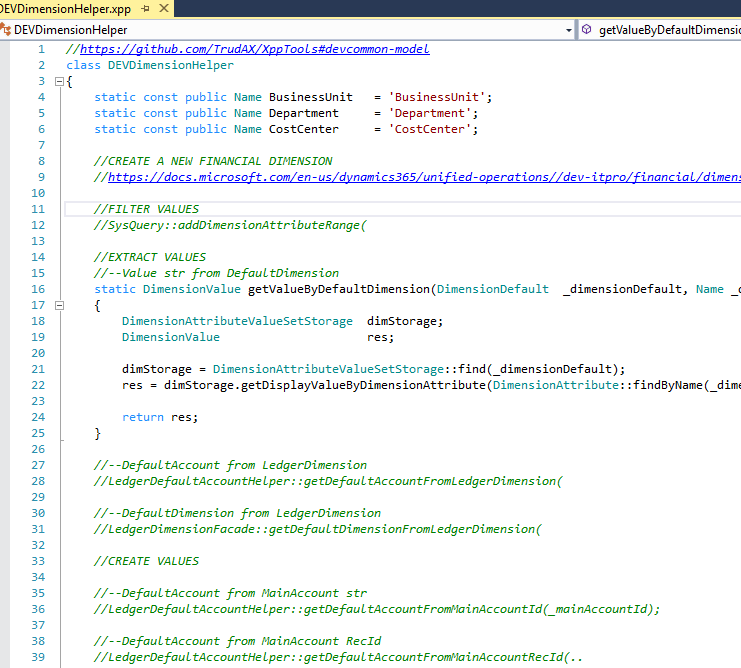 DEVDimensionHelper.xpp
DEVDimensionHelper getValueByDefaultDimensi
1 //https://github.com/TrudAX/XppTools#devcommon-model
2 class DEVDimensionHelper
3 {
4 static const public Name BusinessUnit = 'BusinessUnit';
5 static const public Name Department = 'Department';
6 static const public Name CostCenter = 'CostCenter';
7
8 //CREATE A NEW FINANCIAL DIMENSION
9 //https://docs.microsoft.com/en-us/dynamics365/unified-operations//dev-itpro/financial/dimens
10
11 //FILTER VALUES
12 //SysQuery::addDimensionAttributeRange(
13
14 //EXTRACT VALUES
15 //--Value str from DefaultDimension
16 static DimensionValue getValueByDefaultDimension(DimensionDefault _dimensionDefault, Name _d
17 {
18 DimensionAttributeValueSetStorage dimStorage;
19 DimensionValue res;
20
21 dimStorage = DimensionAttributeValueSetStorage::find(_dimensionDefault);
22 res = dimStorage.getDisplayValueByDimensionAttribute(DimensionAttribute::findByName(_dime
23
24 return res;
25 }
26
27 //--DefaultAccount from LedgerDimension
28 //LedgerDefaultAccountHelper::getDefaultAccountFromLedgerDimension(
29
30 //--DefaultDimension from LedgerDimension
31 //LedgerDimensionFacade::getDefaultDimensionFromLedgerDimension(
32
33 //CREATE VALUES
34
35 //--DefaultAccount from MainAccount str
36 //LedgerDefaultAccountHelper::getDefaultAccountFromMainAccountId(_mainAccountId);
37
38 //--DefaultAccount from MainAccount RecId
39 //LedgerDefaultAccountHelper::getDefaultAccountFromMainAccountRecId(..